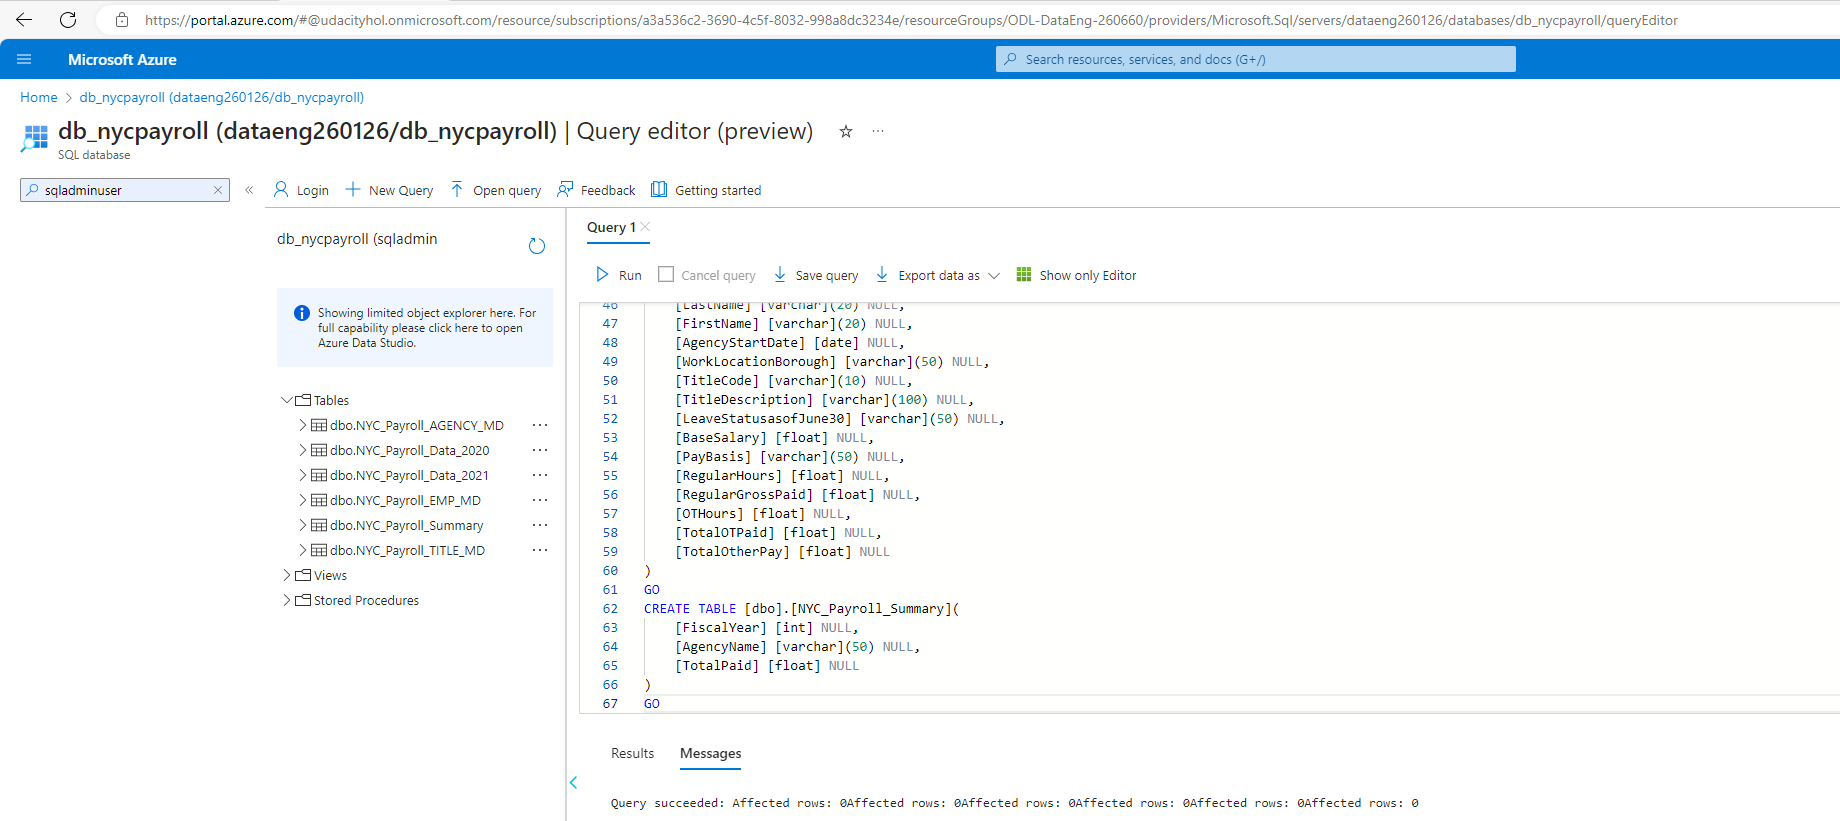 https://portal.azure.com/#@udacityhol.onmicrosoft.com/resource/subscriptions/a3a536c2-3690-4c5f-8032-998a8dc3234e/resourceGroups/ODL-DataEng-260660/providers/Microsoft.Sql/servers/dataeng260126/databases/db_nycpayroll/queryEditor
Microsoft Azure
Search resources, services, and docs (G+/)
Home > db_nycpayroll (dataeng260126/db_nycpayroll)
db_nycpayroll (dataeng260126/db_nycpayroll) | Query editor (preview)
SQL database
sqladminuser
Login
New Query
Open query
Feedback
Getting started
db_nycpayroll (sqladmin
Showing limited object explorer here. For
full capability please click here to open
Azure Data Studio.
Tables
dbo.NYC_Payroll_AGENCY_MD
dbo.NYC_Payroll_Data_2020
dbo.NYC_Payroll_Data_2021
dbo.NYC_Payroll_EMP_MD
dbo.NYC_Payroll_Summary
dbo.NYC_Payroll_TITLE_MD
Views
Stored Procedures
Query 1
Run
Cancel query
Save query
Export data as
Show only Editor
46 [LastName] [varchar](20) NULL,
47 [FirstName] [varchar](20) NULL,
48 [AgencyStartDate] [date] NULL,
49 [WorkLocationBorough] [varchar](50) NULL,
50 [TitleCode] [varchar](10) NULL,
51 [TitleDescription] [varchar](100) NULL,
52 [LeaveStatusasofJune30] [varchar](50) NULL,
53 [BaseSalary] [float] NULL,
54 [PayBasis] [varchar](50) NULL,
55 [RegularHours] [float] NULL,
56 [RegularGrossPaid] [float] NULL,
57 [OTHours] [float] NULL,
58 [TotalOTPaid] [float] NULL,
59 [TotalOtherPay] [float] NULL
60 )
61 GO
62 CREATE TABLE [dbo].[NYC_Payroll_Summary](
63 [FiscalYear] [int] NULL,
64 [AgencyName] [varchar](50) NULL,
65 [TotalPaid] [float] NULL
66 )
67 GO
Results
Messages
Query succeeded: Affected rows: 0Affected rows: 0Affected rows: 0Affected rows: 0Affected rows: 0Affected rows: 0